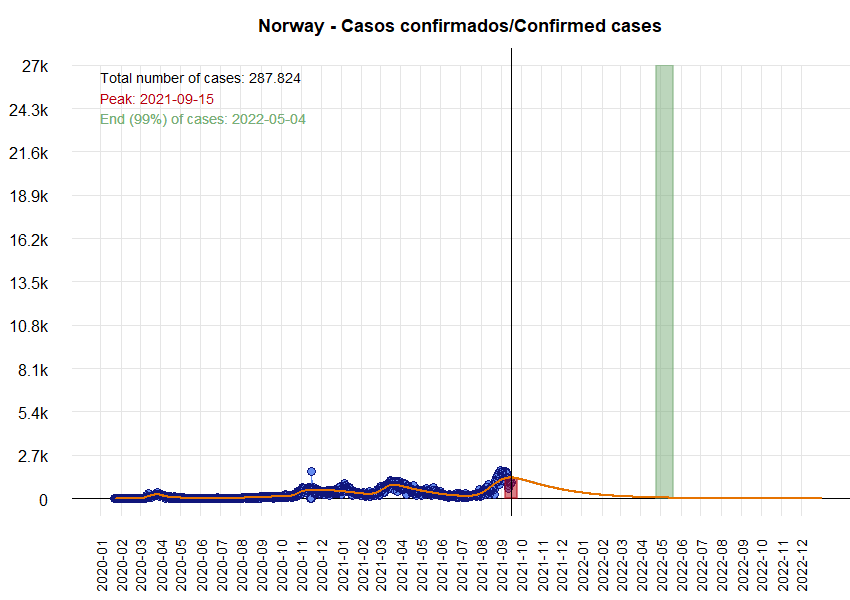 Norway - Casos confirmados/Confirmed cases
Total number of cases: 287.824
Peak: 2021-09-15
End (99%) of cases: 2022-05-04
27k
24.3k
21.6k
18.9k
16.2k
13.5k
10.8k
8.1k
5.4k
2.7k
0
2020-01
2020-02
2020-03
2020-04
2020-05
2020-06
2020-07
2020-08
2020-09
2020-10
2020-11
2020-12
2021-01
2021-02
2021-03
2021-04
2021-05
2021-06
2021-07
2021-08
2021-09
2021-10
2021-11
2021-12
2022-01
2022-02
2022-03
2022-04
2022-05
2022-06
2022-07
2022-08
2022-09
2022-10
2022-11
2022-12